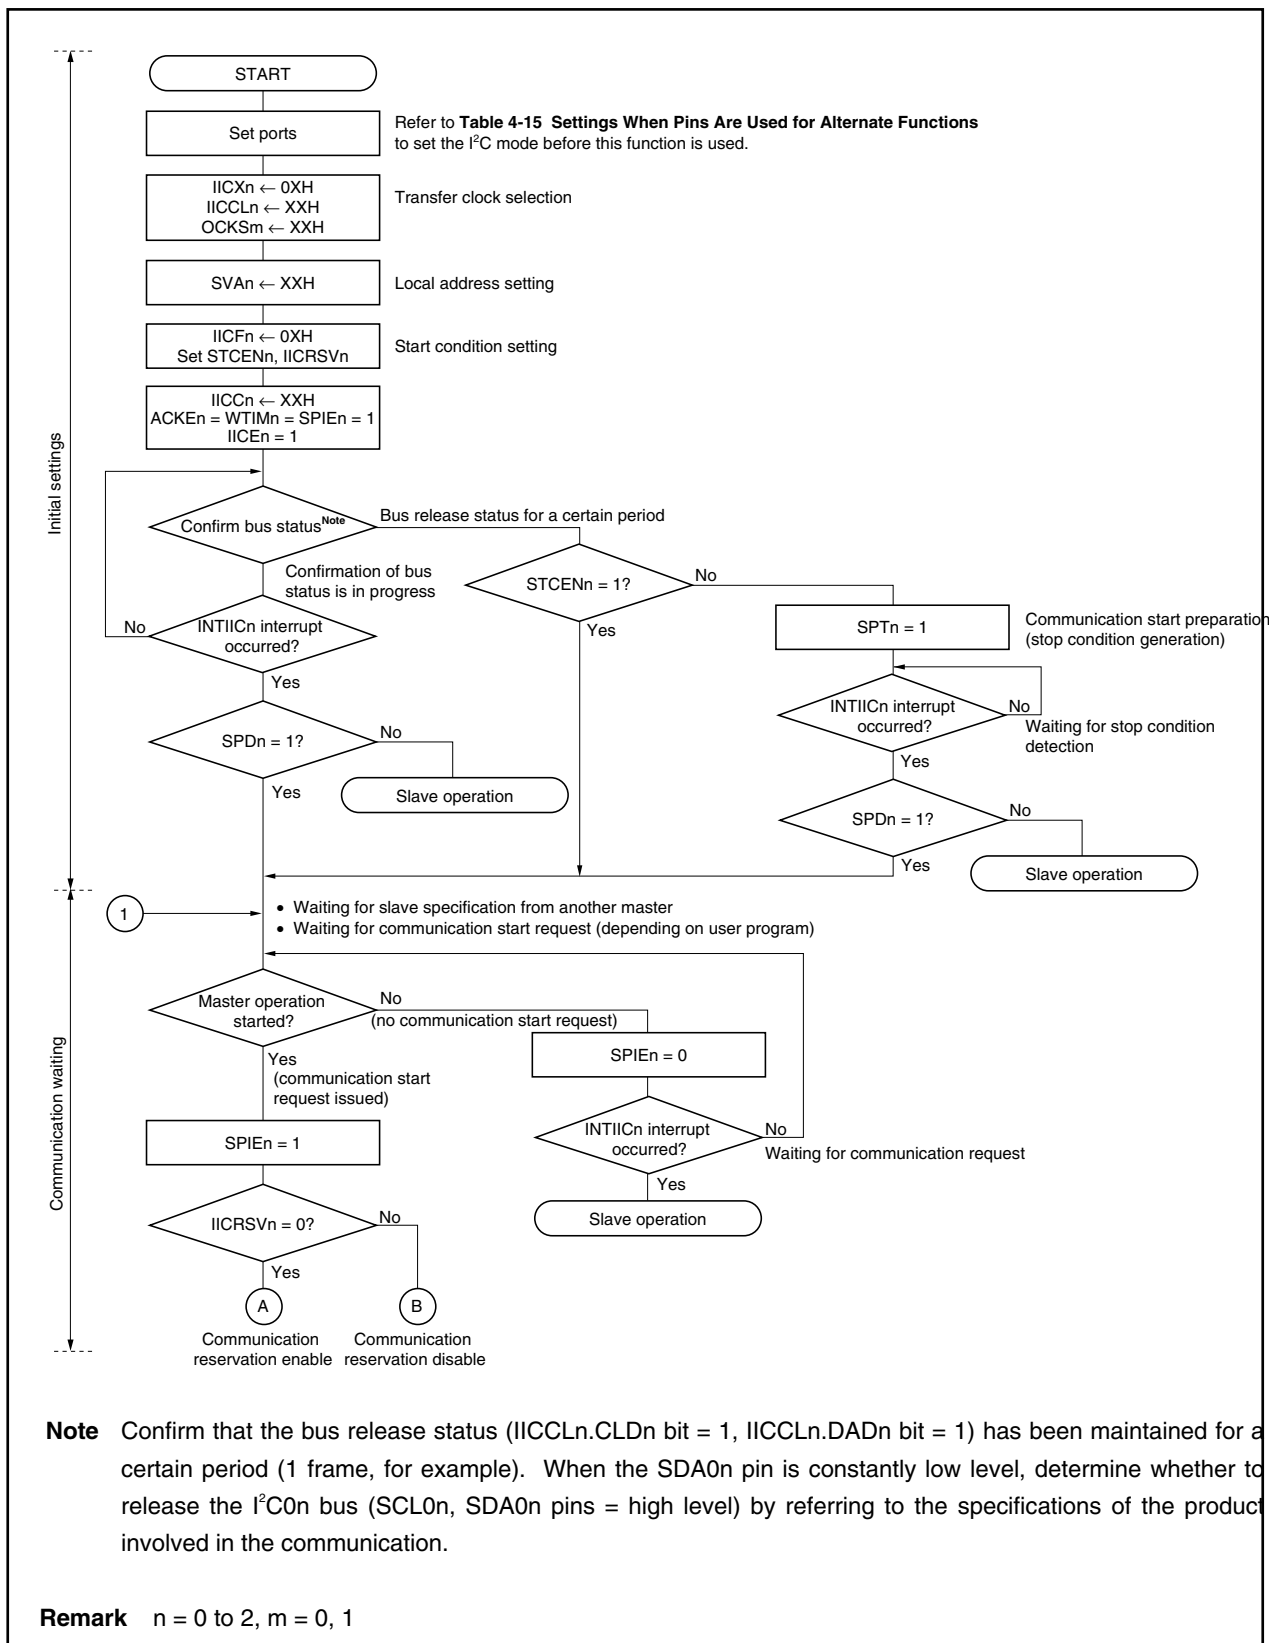 START
Set ports
Refer to Table 4-15 Settings When Pins Are Used for Alternate Functions
to set the I²C mode before this function is used.
IICXn ← 0XH
IICCLn ← XXH
OCKSm ← XXH
Transfer clock selection
SVAn ← XXH
Local address setting
IICFn ← 0XH
Set STCENn, IICRSVn
Start condition setting
IICCn ← XXH
ACKEn = WTIMn = SPIEn = 1
IICEn = 1
Initial settings
Confirm bus status^Note
Bus release status for a certain period
Confirmation of bus
status is in progress
STCENn = 1?
No
Yes
SPTn = 1
Communication start preparation
(stop condition generation)
No
INTIICn interrupt
occurred?
Yes
INTIICn interrupt
occurred?
No
Waiting for stop condition
detection
Yes
SPDn = 1?
No
Yes
Slave operation
SPDn = 1?
No
Yes
Slave operation
1
• Waiting for slave specification from another master
• Waiting for communication start request (depending on user program)
Communication waiting
Master operation
started?
No
(no communication start request)
Yes
(communication start
request issued)
SPIEn = 0
SPIEn = 1
INTIICn interrupt
occurred?
No
Waiting for communication request
Yes
Slave operation
IICRSVn = 0?
No
Yes
A
B
Communication
reservation enable
Communication
reservation disable
Note Confirm that the bus release status (IICCLn.CLDn bit = 1, IICCLn.DADn bit = 1) has been maintained for a
certain period (1 frame, for example). When the SDA0n pin is constantly low level, determine whether to
release the I²C0n bus (SCL0n, SDA0n pins = high level) by referring to the specifications of the product
involved in the communication.
Remark n = 0 to 2, m = 0, 1